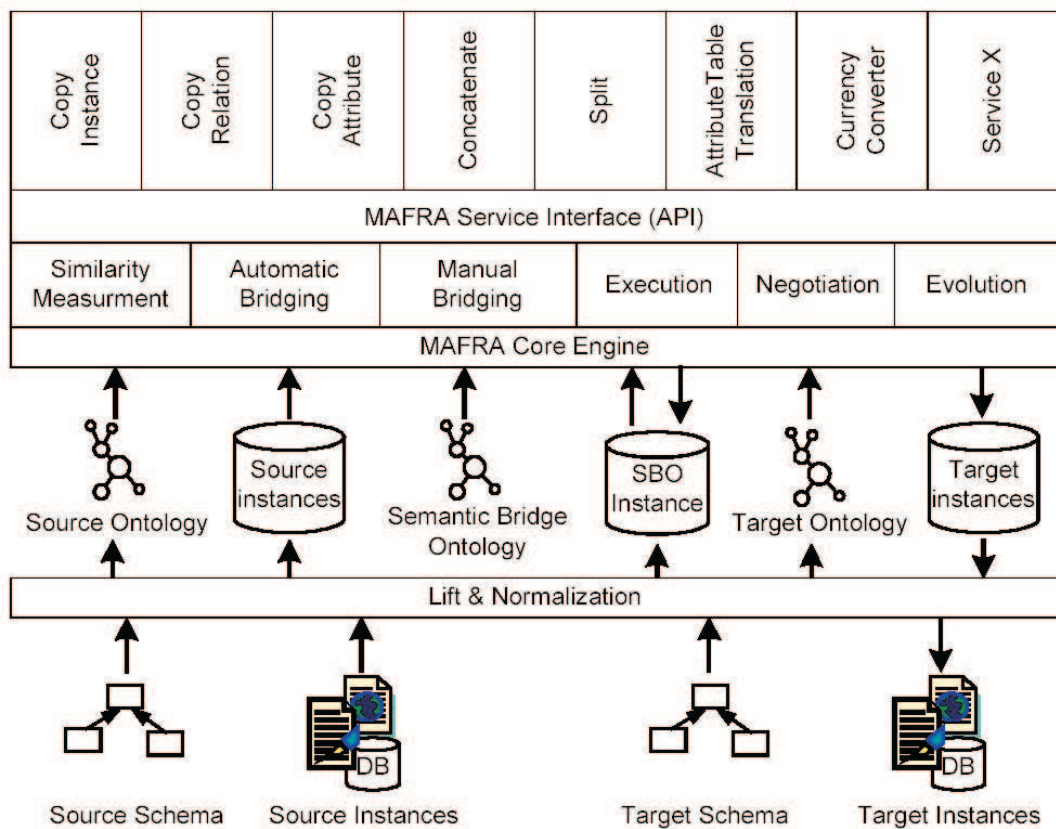 Copy
Instance
Copy
Relation
Copy
Attribute
Concatenate
Split
Attribute Table
Translation
Currency
Converter
Service X
MAFRA Service Interface (API)
Similarity
Measurment
Automatic
Bridging
Manual
Bridging
Execution
Negotiation
Evolution
MAFRA Core Engine
Source Ontology
Source
instances
Semantic Bridge
Ontology
SBO
Instance
Target Ontology
Target
instances
Lift & Normalization
Source Schema
DB
Source Instances
Target Schema
DB
Target Instances